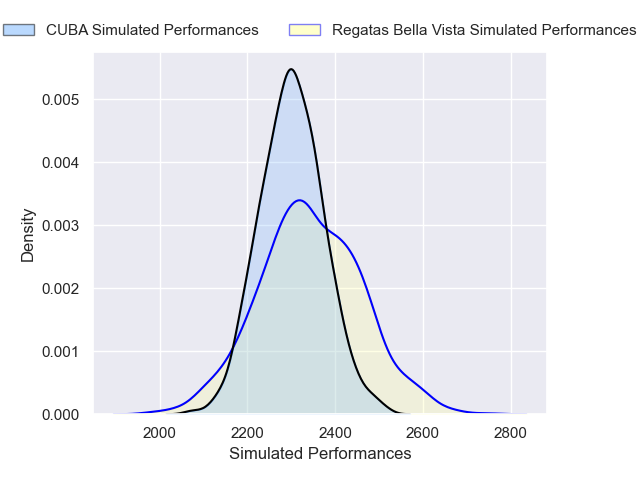 CUBA Simulated Performances
Regatas Bella Vista Simulated Performances
0.005
0.004
0.003
0.002
0.001
0.000
Density
2000
2200
2400
2600
2800
Simulated Performances